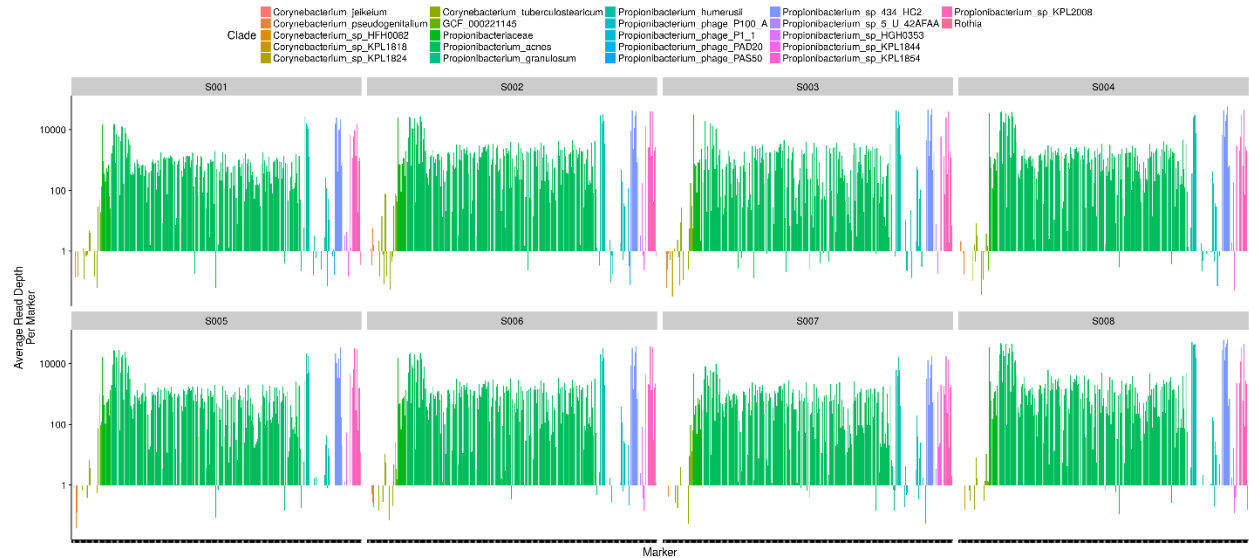 Clade
Corynebacterium_jeikeium
Corynebacterium_pseudogenitalium
Corynebacterium_sp_HFH0082
Corynebacterium_sp_KPL1818
Corynebacterium_sp_KPL1824
Corynebacterium_tuberculostearicum
GCF_000221145
Propionibacteriaceae
Propionibacterium_acnes
Propionibacterium_granulosum
Propionibacterium_humerusii
Propionibacterium_phage_P100_A
Propionibacterium_phage_P1_1
Propionibacterium_phage_PAD20
Propionibacterium_phage_PAS50
Propionibacterium_sp_434_HC2
Propionibacterium_sp_5_U_42AFAA
Propionibacterium_sp_HGH0353
Propionibacterium_sp_KPL1844
Propionibacterium_sp_KPL1854
Propionibacterium_sp_KPL2008
Rothia
S001
S002
S003
S004
10000
100
1
Average Read Depth
Per Marker
S005
S006
S007
S008
10000
100
1
Marker